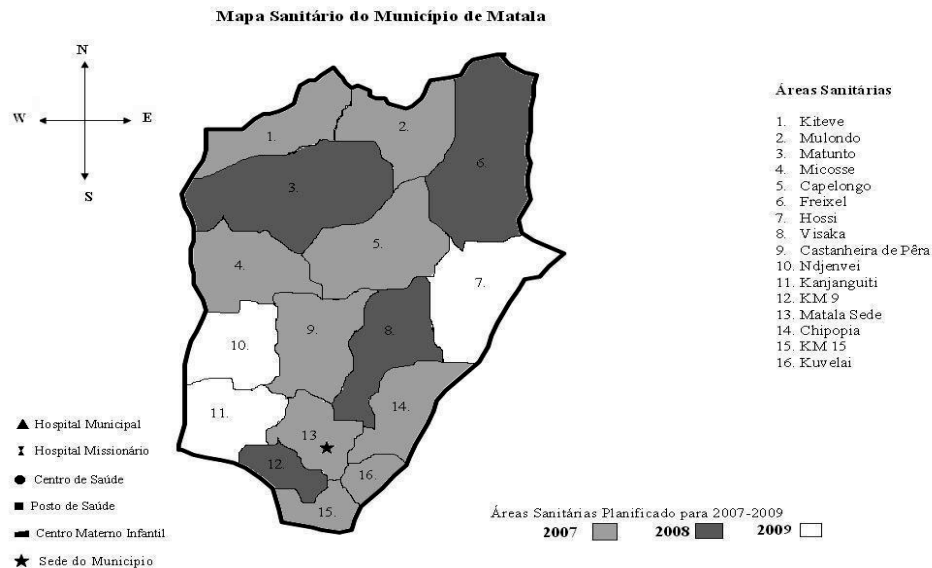 Mapa Sanitário do Município de Matala
N
W E
S
1.
2.
3.
4.
5.
6.
7.
8.
9.
10.
11.
12.
13
14.
15.
16.
Áreas Sanitárias
1. Kiteve
2. Mulondo
3. Matunto
4. Micosse
5. Capelongo
6. Freixel
7. Hossi
8. Visaka
9. Castanheira de Pêra
10. Ndjenvei
11. Kanjanguiti
12. KM 9
13. Matala Sede
14. Chipopia
15. KM 15
16. Kuvelai
Hospital Municipal
Hospital Missionário
Centro de Saúde
Posto de Saúde
Centro Materno Infantil
Sede do Municipio
Áreas Sanitárias Planificado para 2007-2009
2007 2008 2009